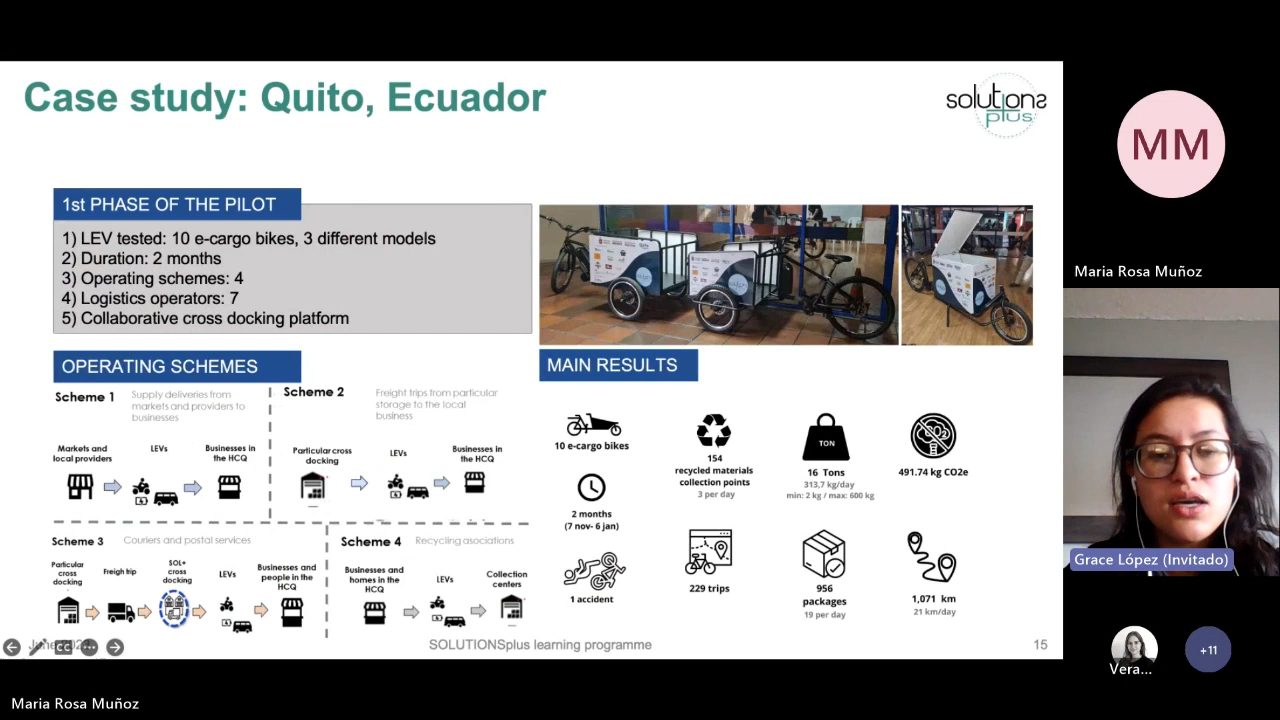 Case study: Quito, Ecuador
solutions
plus
1st PHASE OF THE PILOT
1) LEV tested: 10 e-cargo bikes, 3 different models
2) Duration: 2 months
3) Operating schemes: 4
4) Logistics operators: 7
5) Collaborative cross docking platform
OPERATING SCHEMES
Scheme 1
Supply deliveries from
markets and providers to
businesses
Markets and
local providers
LEVs
Businesses in
the HCQ
Scheme 2
Freight trips from particular
storage to the local
business
Particular cross
docking
LEVs
Businesses in
the HCQ
Scheme 3
Couriers and postal services
Particular
cross
docking
Freigh trip
SOL+
cross
docking
LEVs
Businesses and
people in the
HCQ
Scheme 4
Recycling asociations
Businesses and
homes in the
HCQ
LEVs
Collection
centers
MAIN RESULTS
10 e-cargo bikes
154
recycled materials
collection points
3 per day
TON
16 Tons
313,7 kg/day
min: 2 kg / max: 600 kg
CO2
491.74 kg CO2e
2 months
(7 nov- 6 jan)
1 accident
229 trips
956
packages
19 per day
1,071 km
21 km/day
CC
SOLUTIONSplus learning programme
15
MM
Maria Rosa Muñoz
Grace López (Invitado)
Vera...
+11
Maria Rosa Muñoz